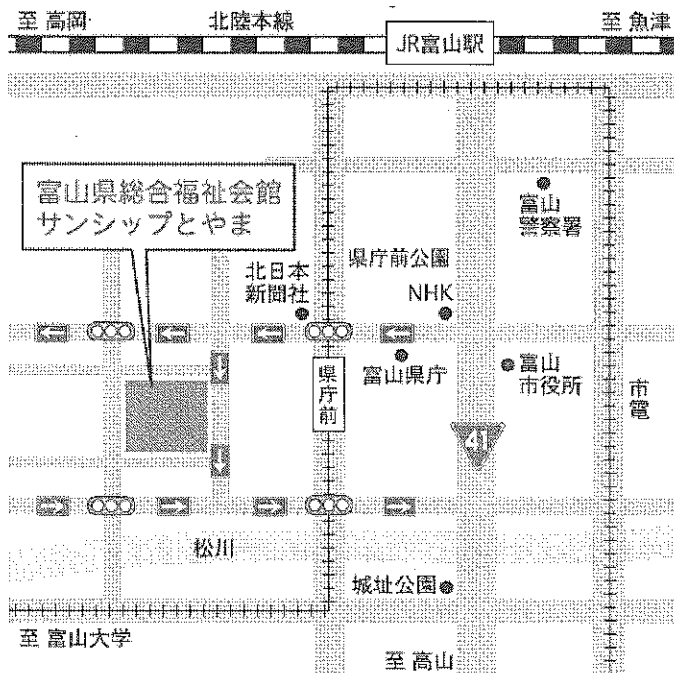 至 高岡
北陸本線
JR富山駅
至 魚津
富山県総合福祉会館
サンシップとやま
富山
警察署
北日本
新聞社
県庁前公園
NHK
富山県庁
富山
市役所
県庁前
市電
41
松川
城址公園
至 富山大学
至 高山